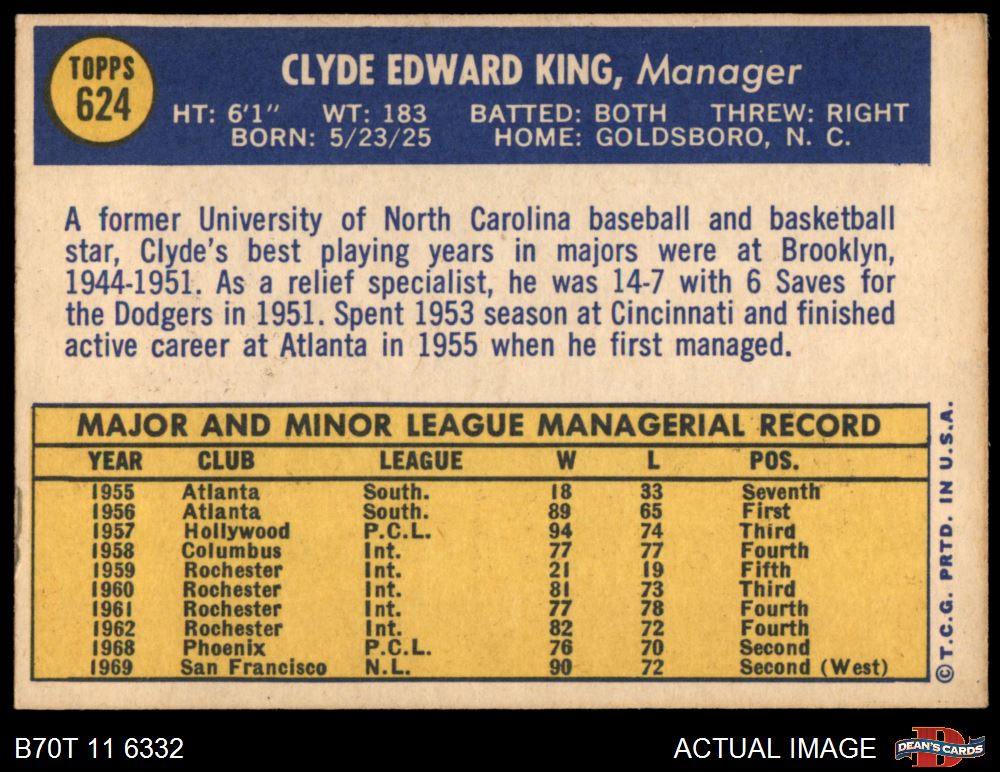 TOPPS
624
CLYDE EDWARD KING, Manager
HT: 6'1" WT: 183 BATTED: BOTH THREW: RIGHT
BORN: 5/23/25 HOME: GOLDSBORO, N. C.
A former University of North Carolina baseball and basketball
star, Clyde's best playing years in majors were at Brooklyn,
1944-1951. As a relief specialist, he was 14-7 with 6 Saves for
the Dodgers in 1951. Spent 1953 season at Cincinnati and finished
active career at Atlanta in 1955 when he first managed.
MAJOR AND MINOR LEAGUE MANAGERIAL RECORD
YEAR CLUB LEAGUE W L POS.
1955 Atlanta South. 18 33 Seventh
1956 Atlanta South. 89 65 First
1957 Hollywood P.C.L. 94 74 Third
1958 Columbus Int. 77 77 Fourth
1959 Rochester Int. 21 19 Fifth
1960 Rochester Int. 81 73 Third
1961 Rochester Int. 77 78 Fourth
1962 Rochester Int. 82 72 Fourth
1968 Phoenix P.C.L. 76 70 Second
1969 San Francisco N.L. 90 72 Second (West)
© T.C.G. PRTD. IN U.S.A.
B70T 11 6332
ACTUAL IMAGE
D
DEAN'S CARDS